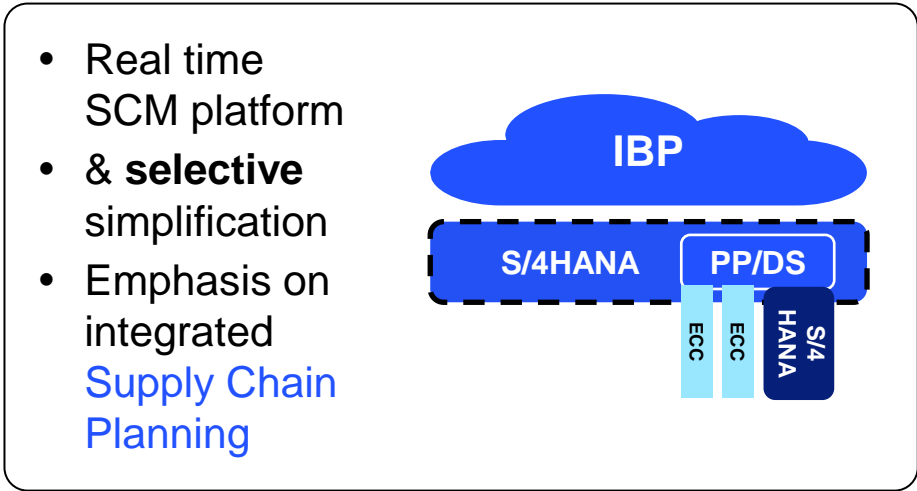 • Real time
SCM platform
• & selective
simplification
• Emphasis on
integrated
Supply Chain
Planning
IBP
S/4HANA
PP/DS
ECC
ECC
S/4
HANA